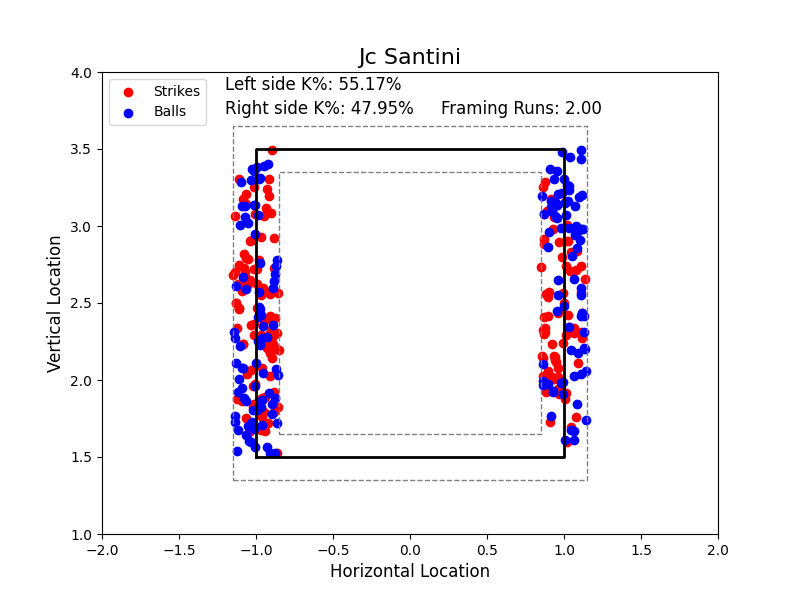 Jc Santini
Strikes
Balls
Left side K%: 55.17%
Right side K%: 47.95%
Framing Runs: 2.00
4.0
3.5
3.0
2.5
2.0
1.5
1.0
Vertical Location
−2.0 −1.5 −1.0 −0.5 0.0 0.5 1.0 1.5 2.0
Horizontal Location